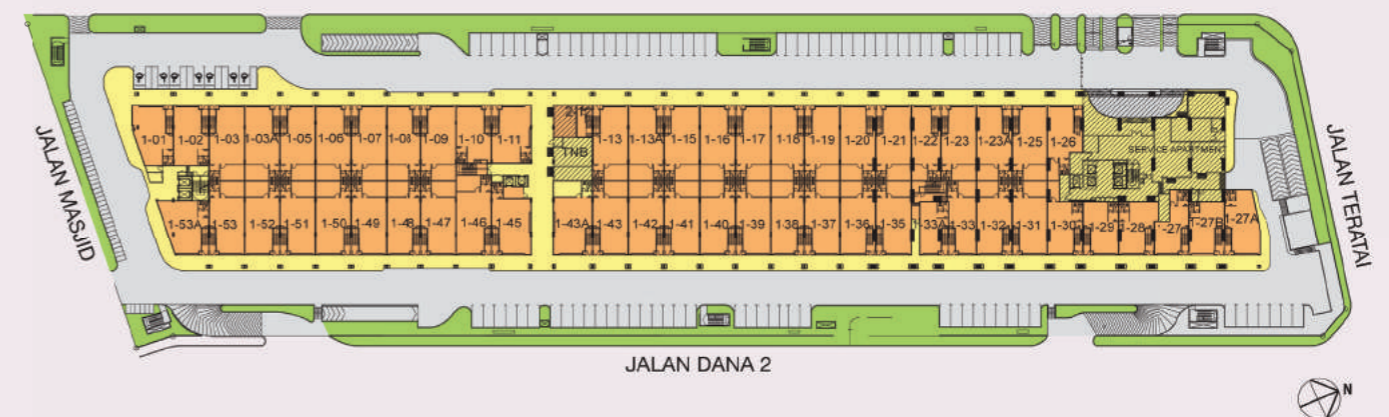 1-01 1-02 1-03 1-03A 1-05 1-06 1-07 1-08 1-09 1-10 1-11
2-12
TNB
1-13 1-13A 1-15 1-16 1-17 1-18 1-19 1-20 1-21 1-22 1-23 1-23A 1-25 1-26
SERVICE APARTMENT
1-53A 1-53 1-52 1-51 1-50 1-49 1-48 1-47 1-46 1-45
1-43A 1-43 1-42 1-41 1-40 1-39 1-38 1-37 1-36 1-35 1-33A 1-33 1-32 1-31 1-30 1-29 1-28 1-27 1-27B 1-27A
JALAN MASJID
JALAN TERATAI
JALAN DANA 2
N